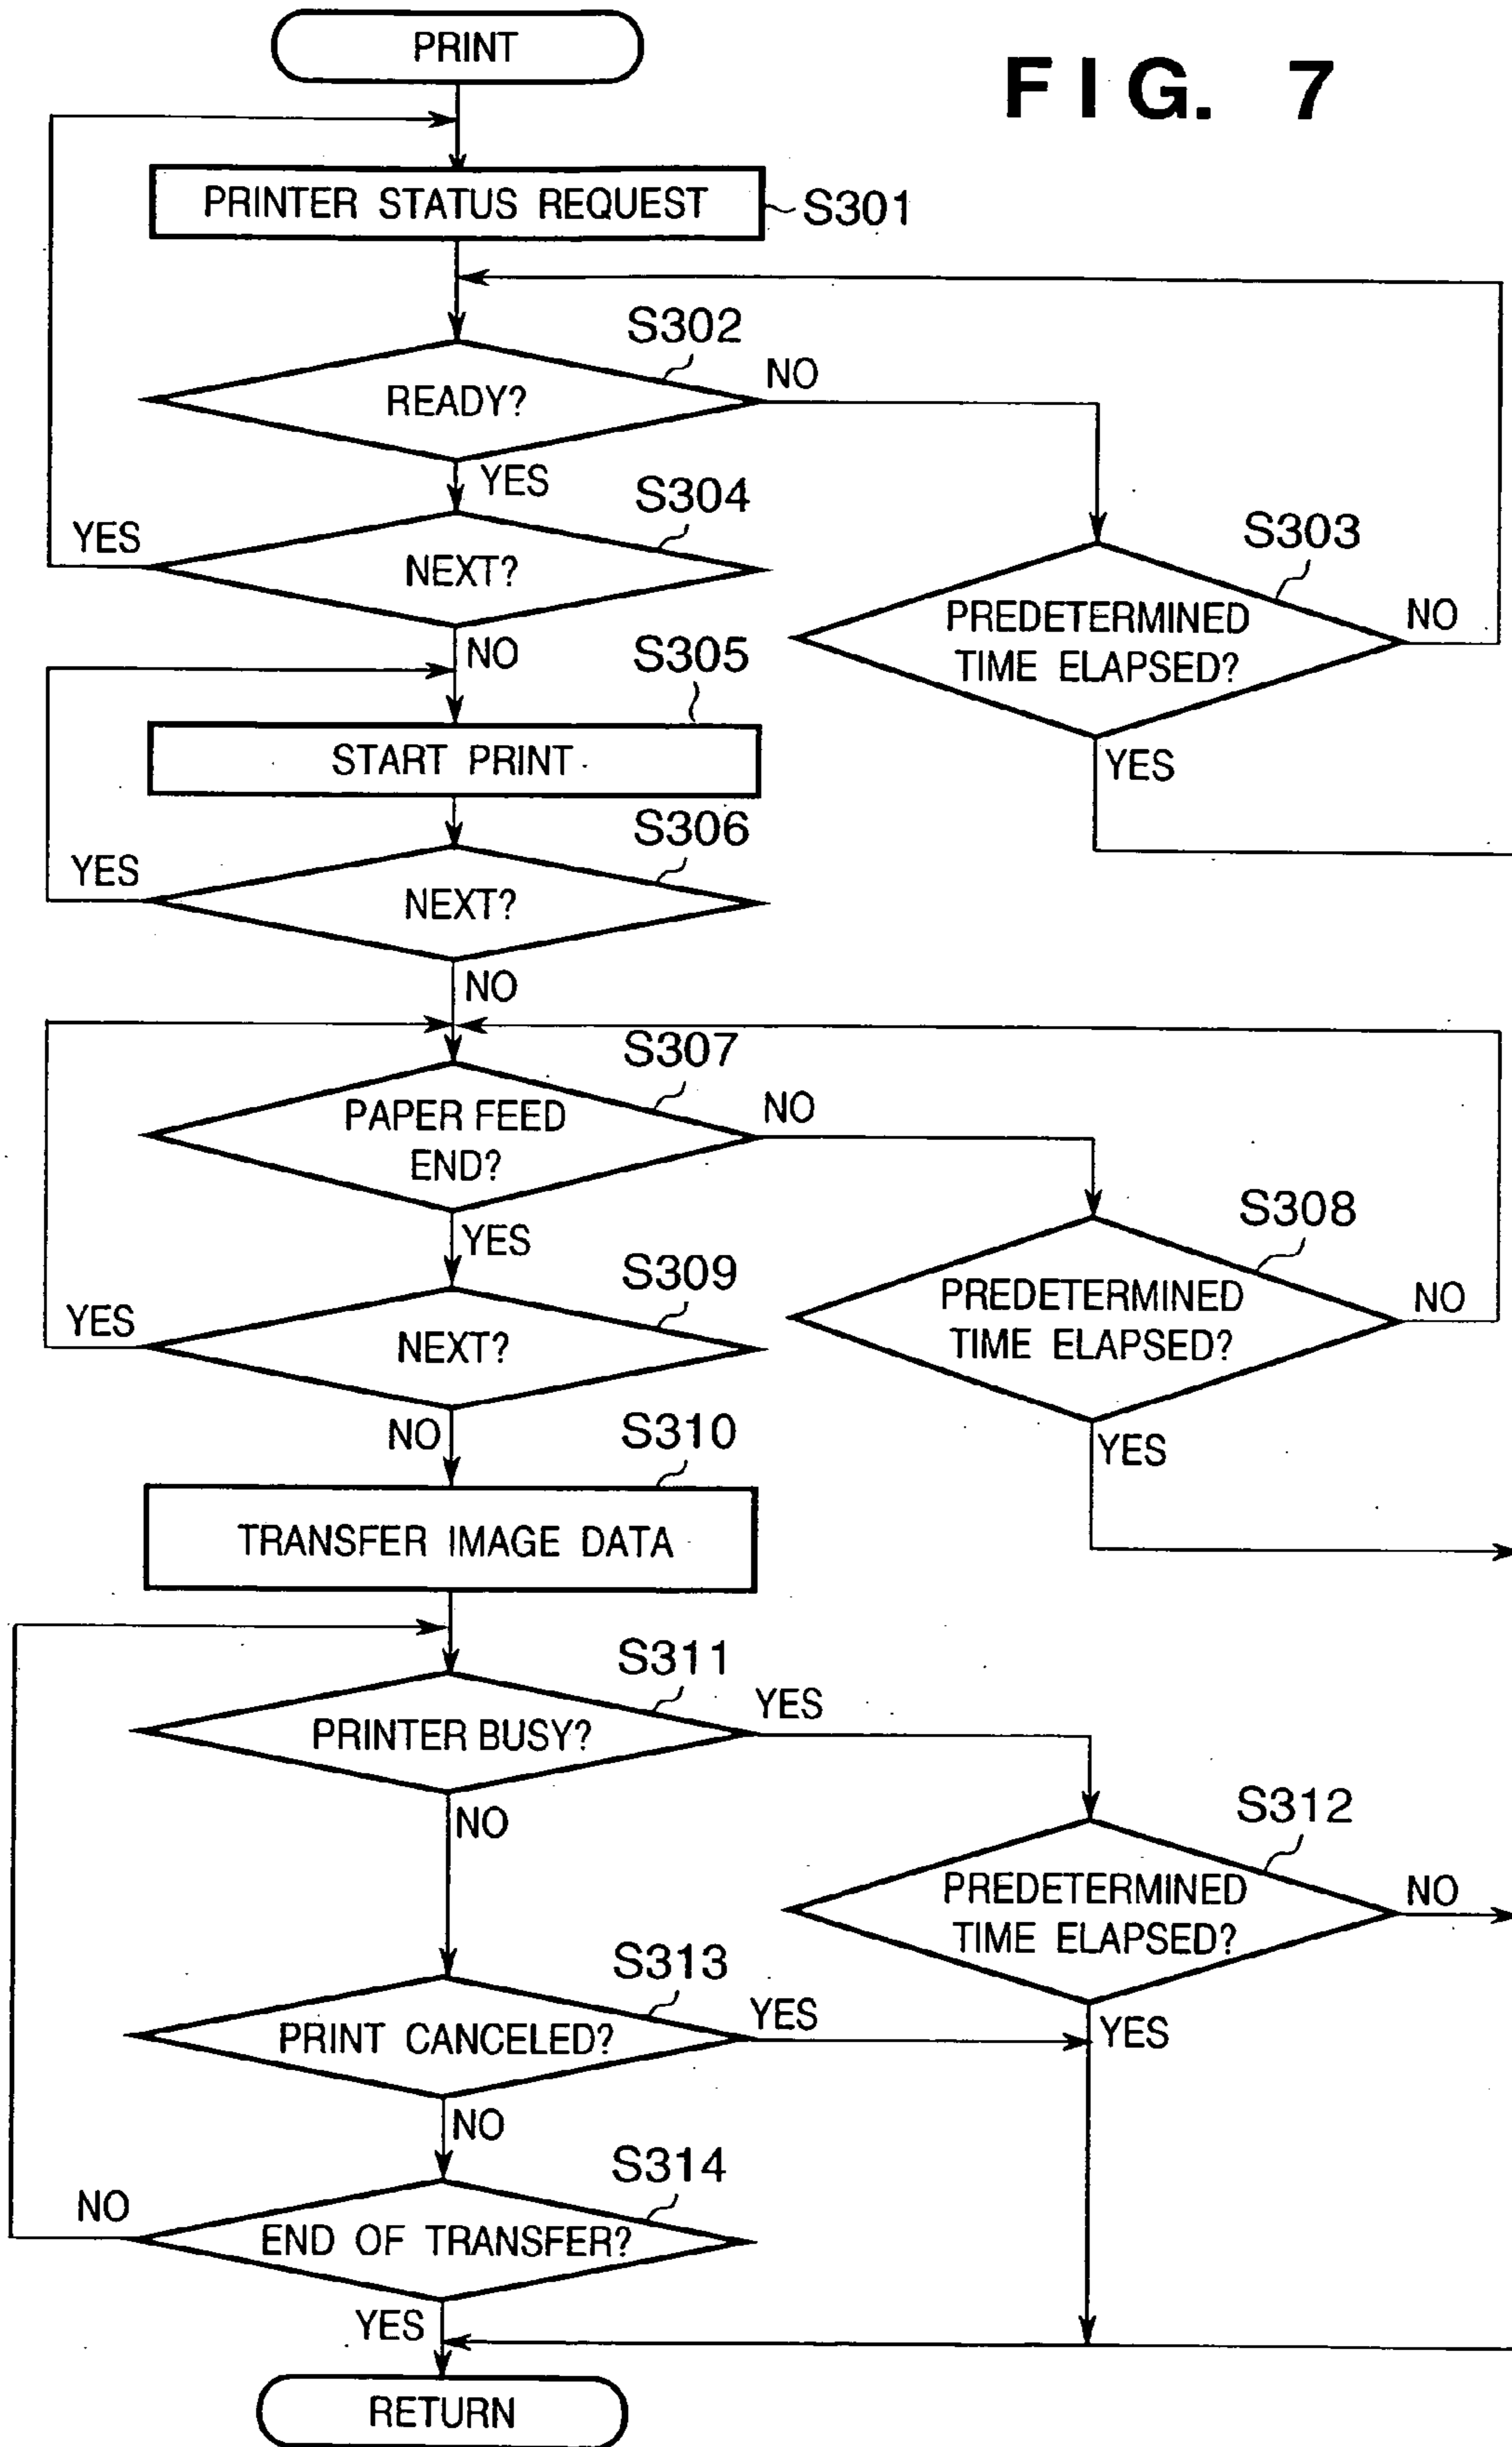 PRINT
FIG. 7
PRINTER STATUS REQUEST
S301
S302
READY?
NO
YES
S304
YES
NEXT?
S303
PREDETERMINED
TIME ELAPSED?
NO
NO
S305
YES
START PRINT
S306
YES
NEXT?
NO
S307
PAPER FEED
END?
NO
YES
S308
PREDETERMINED
TIME ELAPSED?
NO
S309
YES
NEXT?
NO
S310
YES
TRANSFER IMAGE DATA
S311
PRINTER BUSY?
YES
NO
S312
PREDETERMINED
TIME ELAPSED?
NO
S313
PRINT CANCELED?
YES
YES
NO
S314
NO
END OF TRANSFER?
YES
RETURN